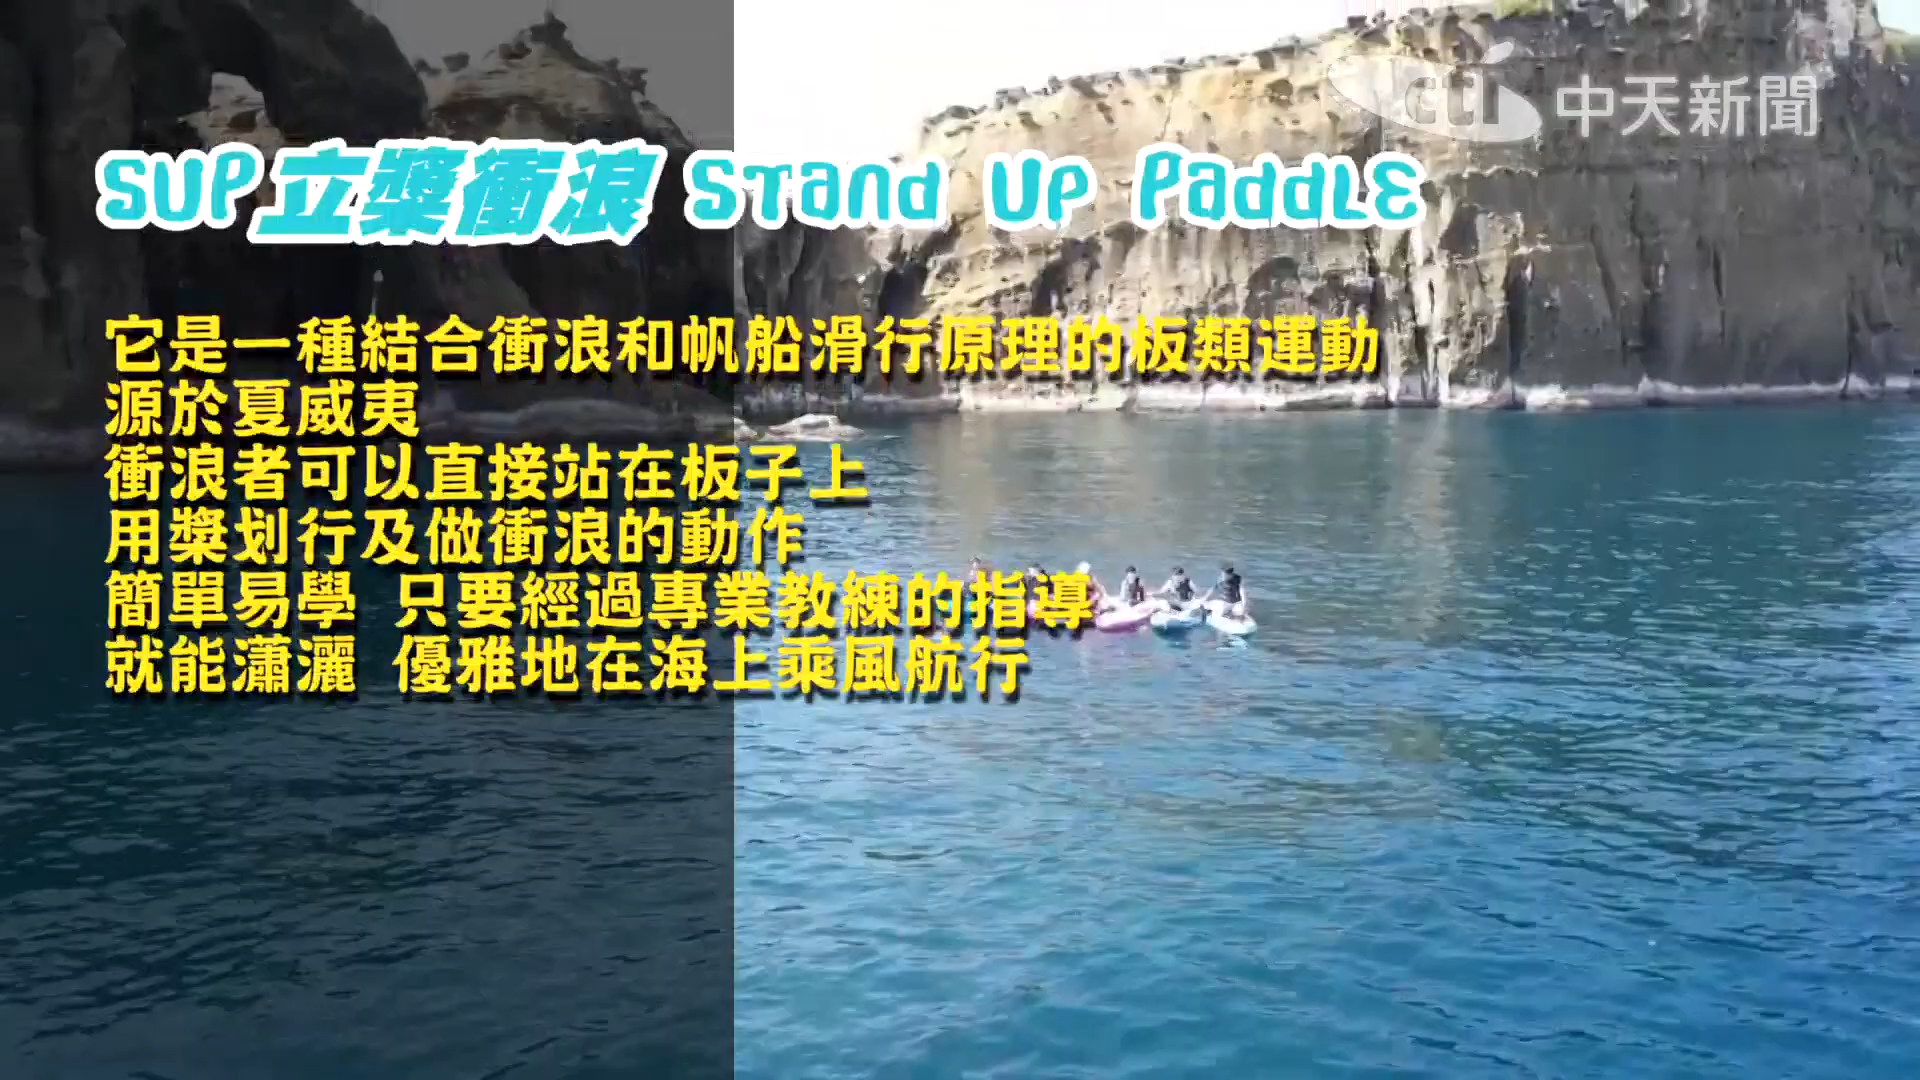 cti 中天新聞
SUP立槳衝浪 Stand Up Paddle
它是一種結合衝浪和帆船滑行原理的板類運動
源於夏威夷
衝浪者可以直接站在板子上
用槳划行及做衝浪的動作
簡單易學 只要經過專業教練的指導
就能瀟灑 優雅地在海上乘風航行